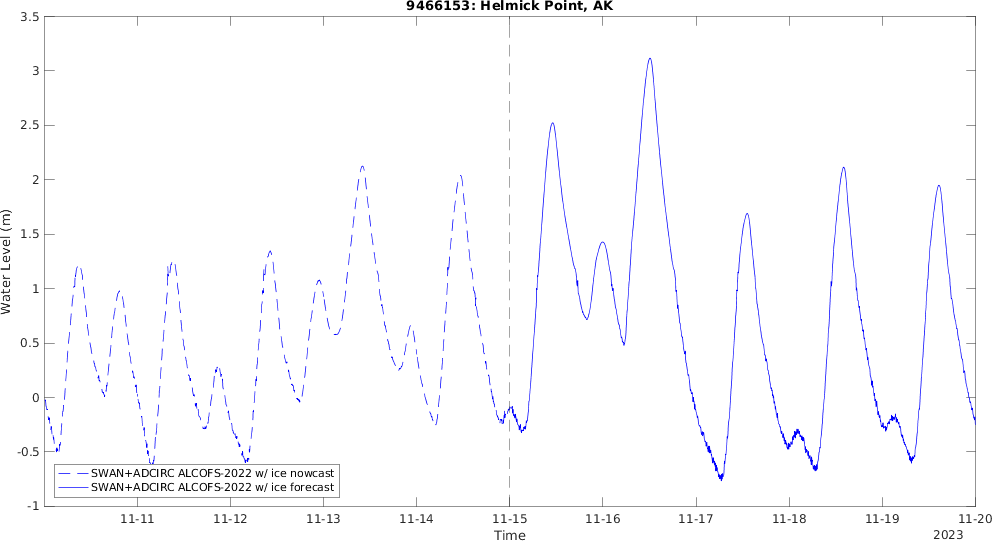 9466153: Helmick Point, AK
3.5
3
2.5
2
1.5
1
0.5
0
-0.5
-1
Water Level (m)
SWAN+ADCIRC ALCOFS-2022 w/ ice nowcast
SWAN+ADCIRC ALCOFS-2022 w/ ice forecast
11-11 11-12 11-13 11-14 11-15 11-16 11-17 11-18 11-19 11-20
Time
2023